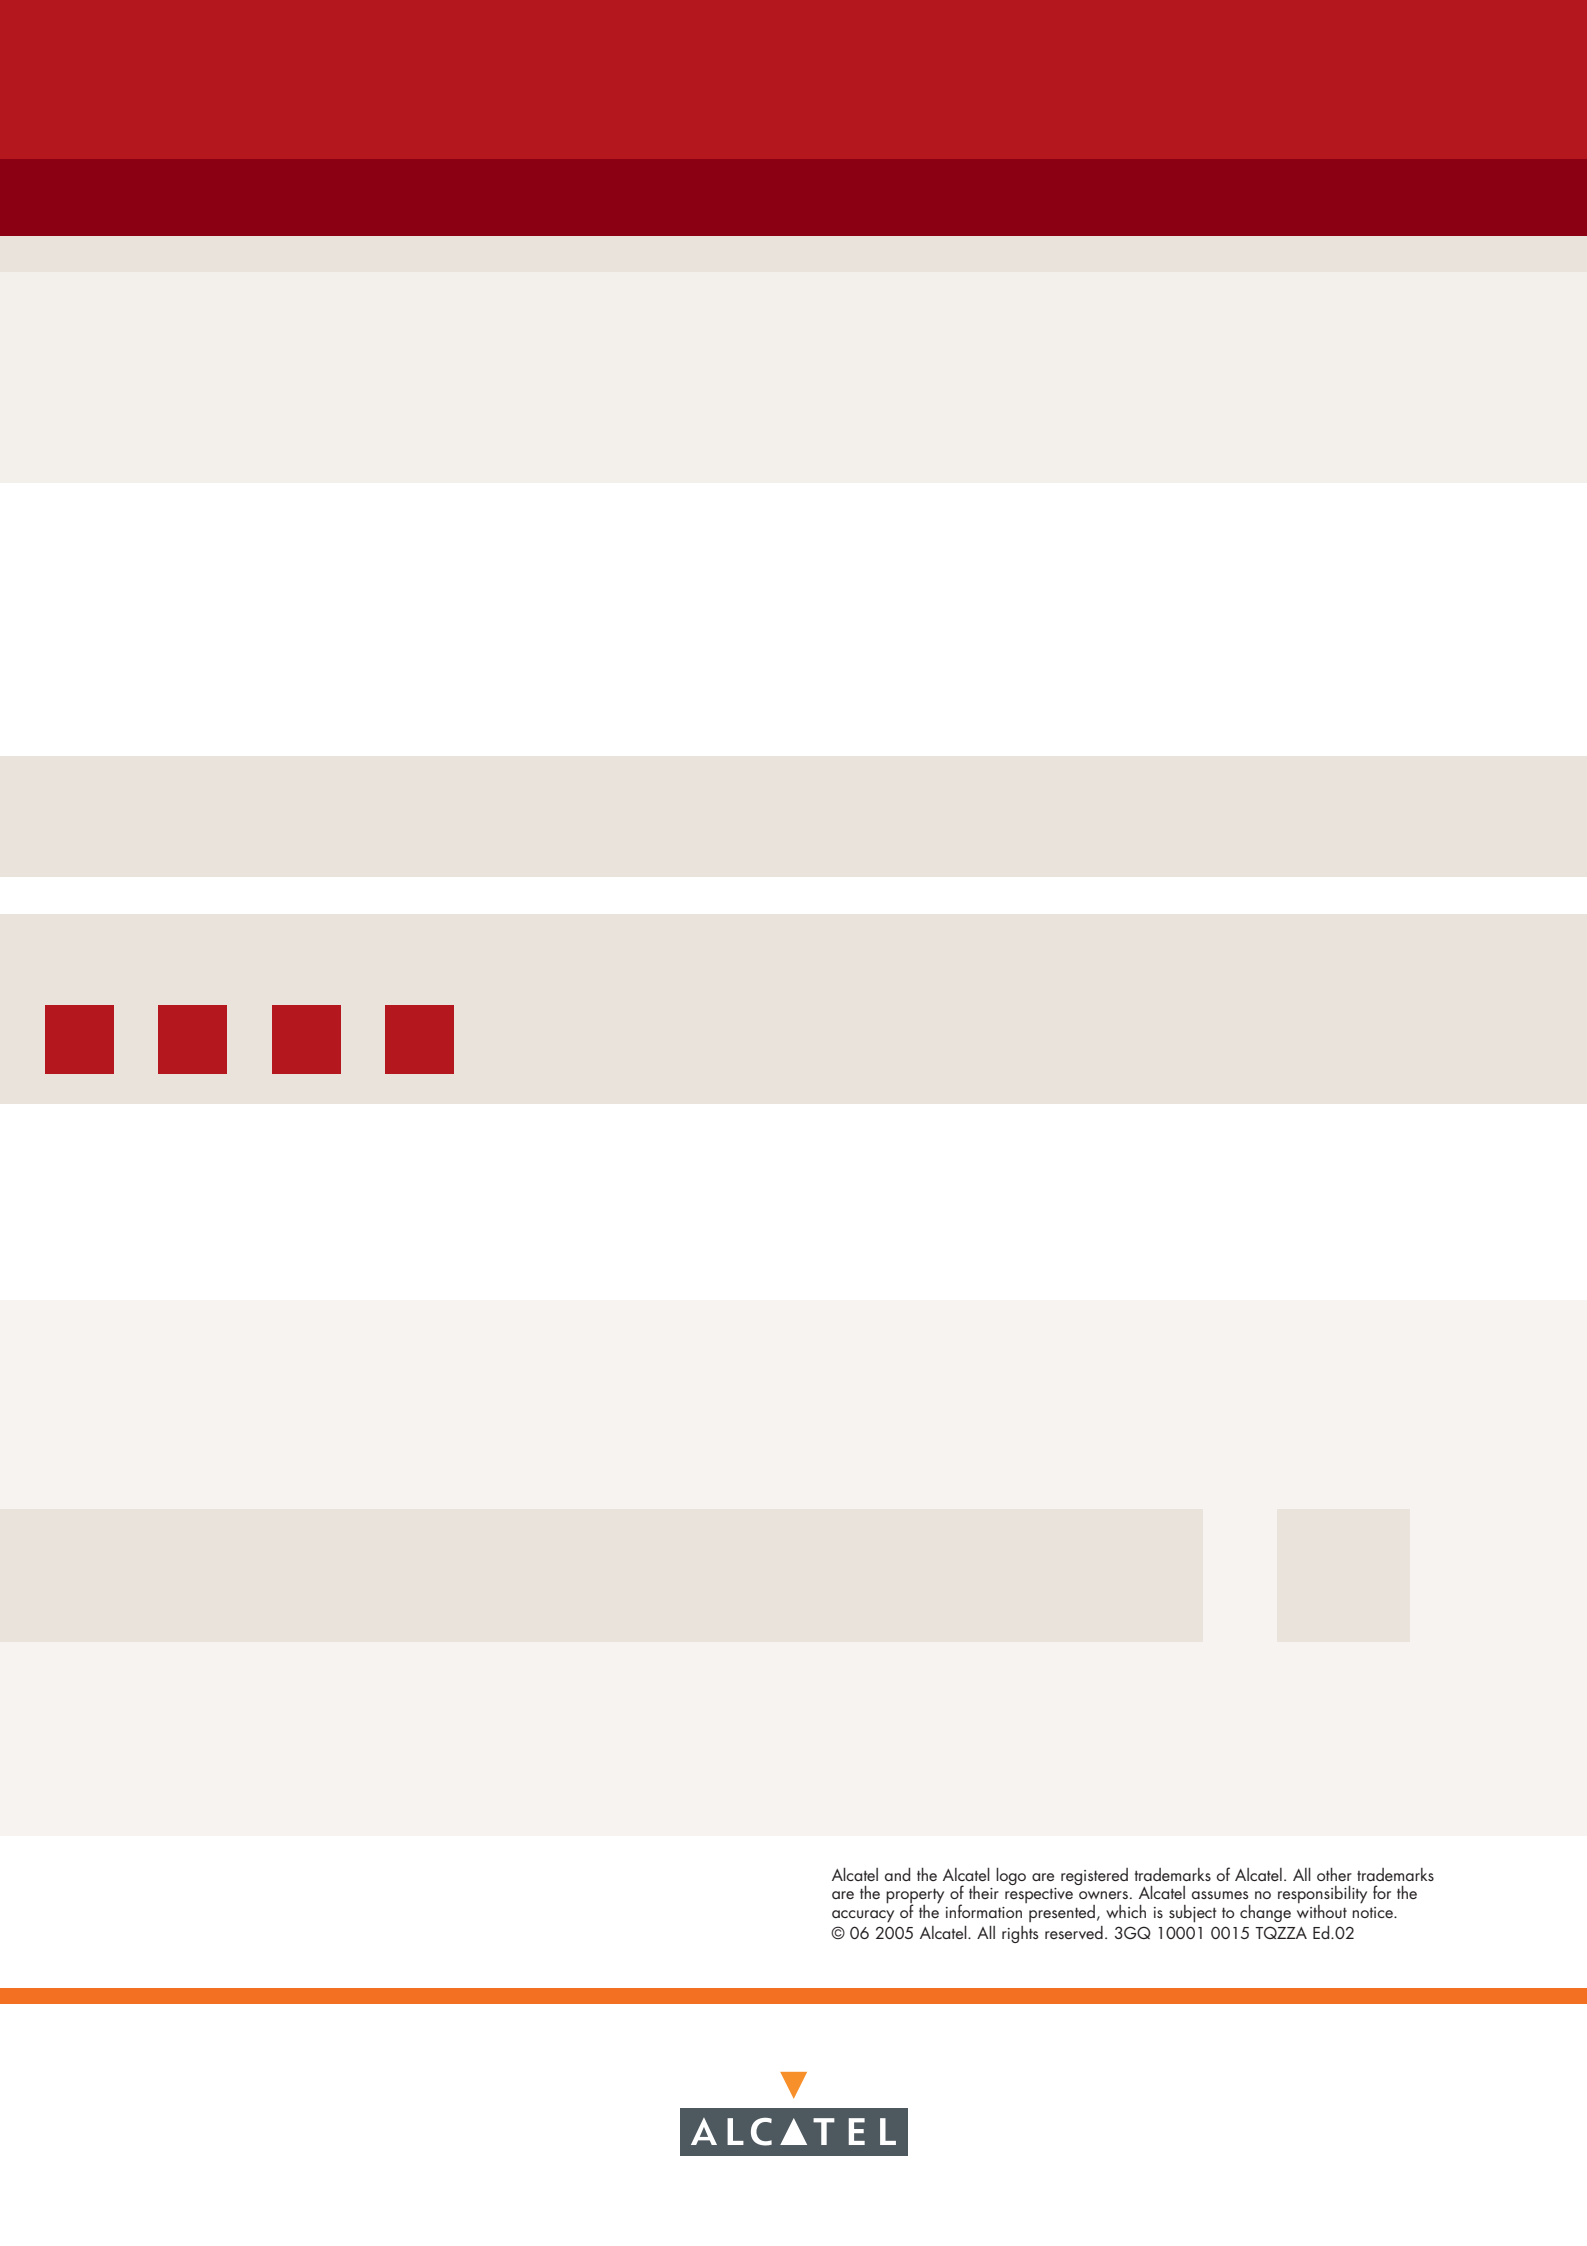 Alcatel and the Alcatel logo are registered trademarks of Alcatel. All other trademarks
are the property of their respective owners. Alcatel assumes no responsibility for the
accuracy of the information presented, which is subject to change without notice.
© 06 2005 Alcatel. All rights reserved. 3GQ 10001 0015 TQZZA Ed.02
ALCATEL